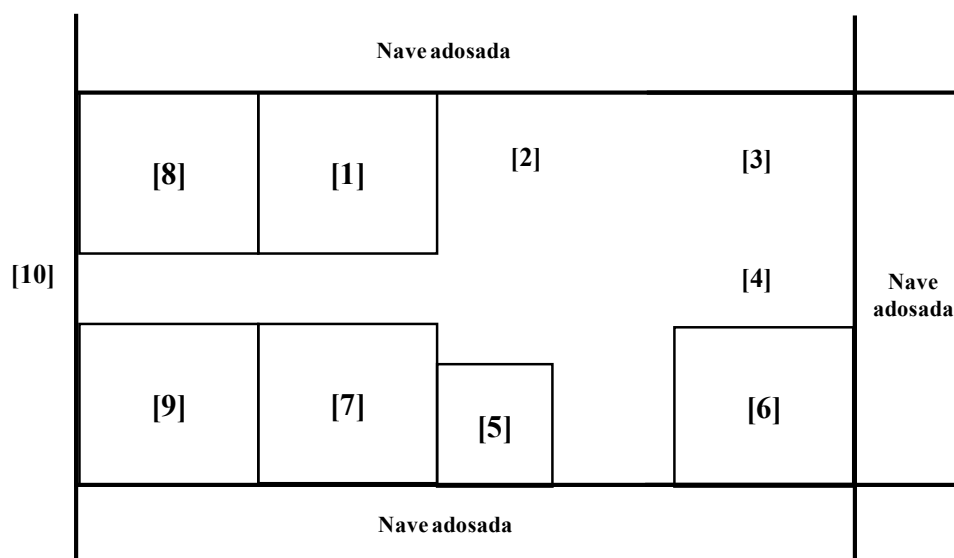 Nave adosada
[8]
[1]
[2]
[3]
[10]
[4]
Nave
adosada
[9]
[7]
[5]
[6]
Nave adosada